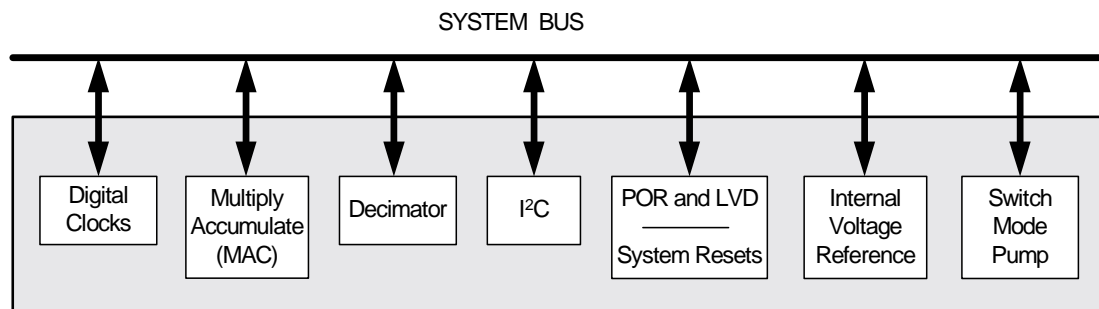 SYSTEM BUS
Digital
Clocks
Multiply
Accumulate
(MAC)
Decimator
I²C
POR and LVD
System Resets
Internal
Voltage
Reference
Switch
Mode
Pump